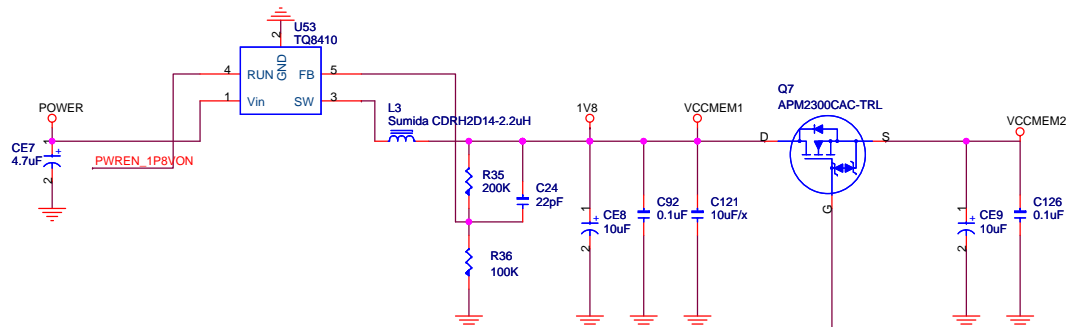 U53
TQ8410
2
GND
4
RUN
FB
5
1
Vin
SW
3
POWER
1
CE7
4.7uF
2
PWREN_1P8VON
L3
Sumida CDRH2D14-2.2uH
R35
200K
C24
22pF
R36
100K
1V8
1
CE8
10uF
2
C92
0.1uF
VCCMEM1
C121
10uF/x
Q7
APM2300CAC-TRL
D
S
G
VCCMEM2
1
CE9
10uF
2
C126
0.1uF